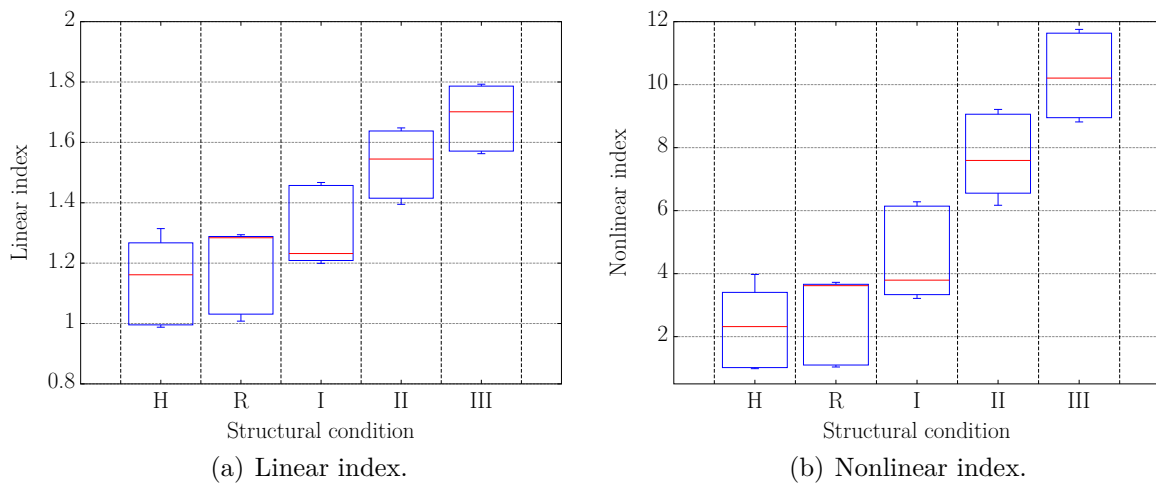 2
1.8
1.6
1.4
1.2
1
0.8
Linear index
H R I II III
Structural condition
(a) Linear index.
12
10
8
6
4
2
Nonlinear index
H R I II III
Structural condition
(b) Nonlinear index.